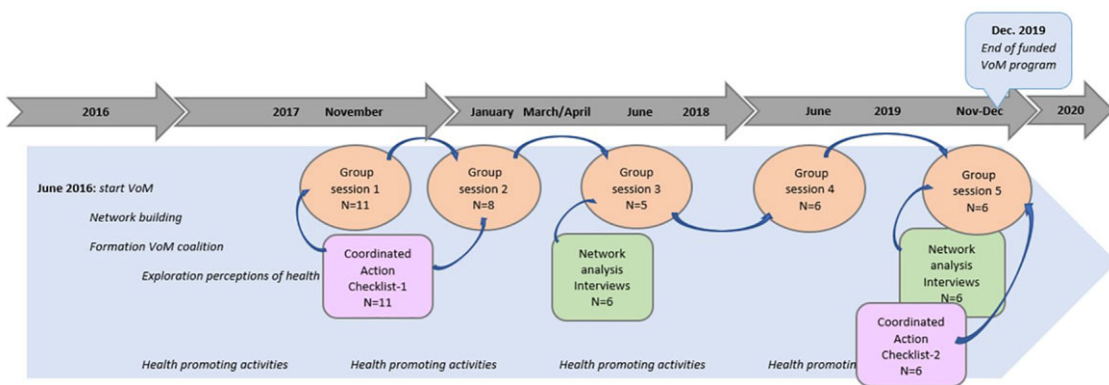 Dec. 2019
End of funded
VoM program
2016
2017 November
January March/April June 2018
June 2019 Nov-Dec
2020
June 2016: start VoM
Network building
Formation VoM coalition
Exploration perceptions of health
Group
session 1
N=11
Group
session 2
N=8
Group
session 3
N=5
Group
session 4
N=6
Group
session 5
N=6
Coordinated
Action
Checklist-1
N=11
Network
analysis
Interviews
N=6
Network
analysis
Interviews
N=6
Coordinated
Action
Checklist-2
N=6
Health promoting activities
Health promoting activities
Health promoting activities
Health promoting